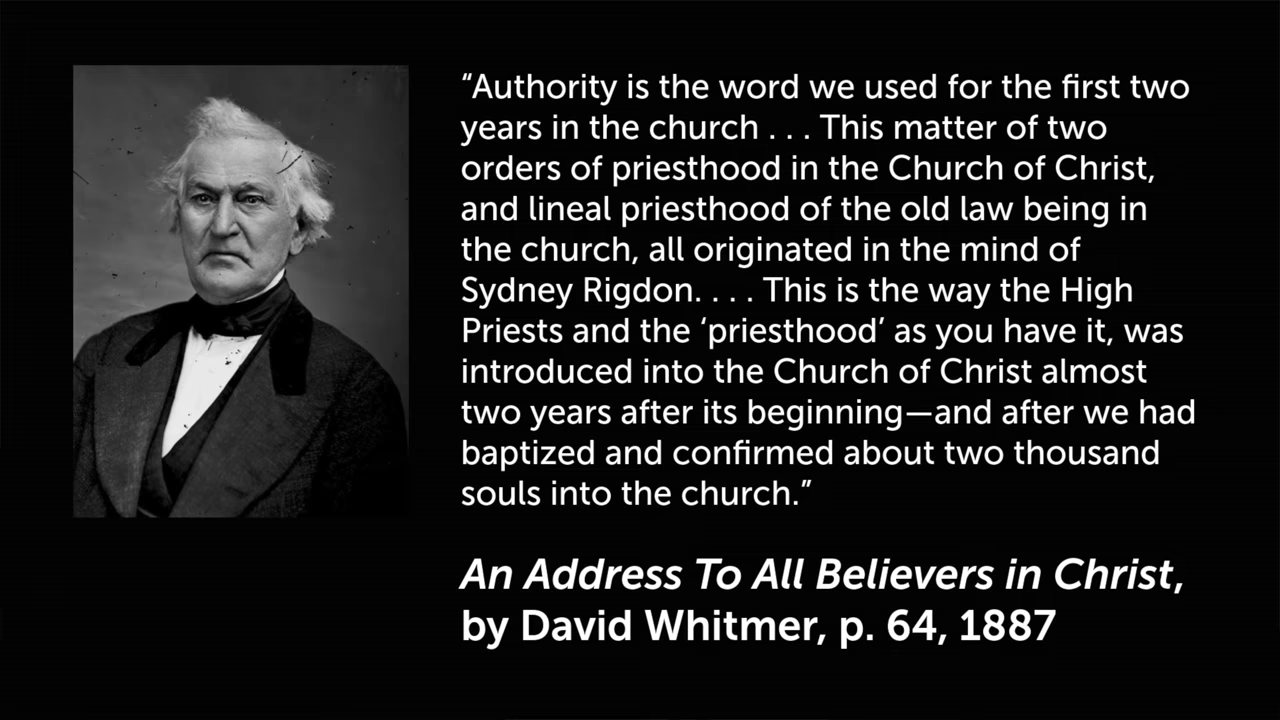 “Authority is the word we used for the first two
years in the church . . . This matter of two
orders of priesthood in the Church of Christ,
and lineal priesthood of the old law being in
the church, all originated in the mind of
Sydney Rigdon. . . . This is the way the High
Priests and the ‘priesthood’ as you have it, was
introduced into the Church of Christ almost
two years after its beginning—and after we had
baptized and confirmed about two thousand
souls into the church.”
An Address To All Believers in Christ,
by David Whitmer, p. 64, 1887